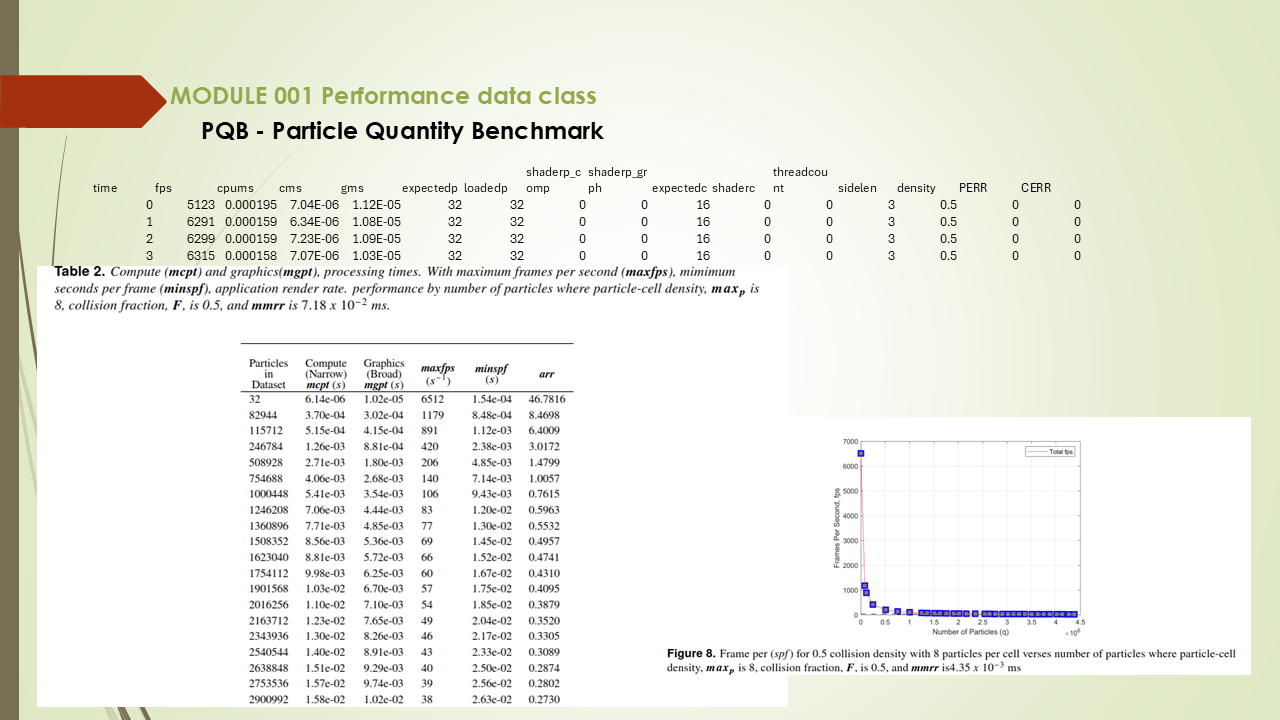 MODULE 001 Performance data class
PQB - Particle Quantity Benchmark
shaderp_c shaderp_gr threadcou
time fps cpums cms gms expectedp loadedp omp ph expectedc shaderc nt sidelen density PERR CERR
0 5123 0.000195 7.04E-06 1.12E-05 32 32 0 0 16 0 0 3 0.5 0 0
1 6291 0.000159 6.34E-06 1.08E-05 32 32 0 0 16 0 0 3 0.5 0 0
2 6299 0.000159 7.23E-06 1.09E-05 32 32 0 0 16 0 0 3 0.5 0 0
3 6315 0.000158 7.07E-06 1.03E-05 32 32 0 0 16 0 0 3 0.5 0 0
Table 2. Compute (mcpt) and graphics(mgpt), processing times. With maximum frames per second (maxfps), mimimum
seconds per frame (minspf), application render rate. performance by number of particles where particle-cell density, maxₚ is
8, collision fraction, F, is 0.5, and mmrr is 7.18 x 10⁻² ms.
Particles Compute Graphics maxfps minspf arr
in (Narrow) (Broad) (s⁻¹) (s)
Dataset mcpt (s) mgpt (s)
32 6.14e-06 1.02e-05 6512 1.54e-04 46.7816
82944 3.70e-04 3.02e-04 1179 8.48e-04 8.4698
115712 5.15e-04 4.15e-04 891 1.12e-03 6.4009
246784 1.26e-03 8.81e-04 420 2.38e-03 3.0172
508928 2.71e-03 1.80e-03 206 4.85e-03 1.4799
754688 4.06e-03 2.68e-03 140 7.14e-03 1.0057
1000448 5.41e-03 3.54e-03 106 9.43e-03 0.7615
1246208 7.06e-03 4.44e-03 83 1.20e-02 0.5963
1360896 7.71e-03 4.85e-03 77 1.30e-02 0.5532
1508352 8.56e-03 5.36e-03 69 1.45e-02 0.4957
1623040 8.81e-03 5.72e-03 66 1.52e-02 0.4741
1754112 9.98e-03 6.25e-03 60 1.67e-02 0.4310
1901568 1.03e-02 6.70e-03 57 1.75e-02 0.4095
2016256 1.10e-02 7.10e-03 54 1.85e-02 0.3879
2163712 1.23e-02 7.65e-03 49 2.04e-02 0.3520
2343936 1.30e-02 8.26e-03 46 2.17e-02 0.3305
2540544 1.40e-02 8.91e-03 43 2.33e-02 0.3089
2638848 1.51e-02 9.29e-03 40 2.50e-02 0.2874
2753536 1.57e-02 9.74e-03 39 2.56e-02 0.2802
2900992 1.58e-02 1.02e-02 38 2.63e-02 0.2730
Total fps
Frames Per Second, fps
7000
6000
5000
4000
3000
2000
1000
0
0 0.5 1 1.5 2 2.5 3 3.5 4 4.5
Number of Particles (q) ×10⁶
Figure 8. Frame per (spf) for 0.5 collision density with 8 particles per cell verses number of particles where particle-cell
density, maxₚ is 8, collision fraction, F, is 0.5, and mmrr is4.35 x 10⁻³ ms